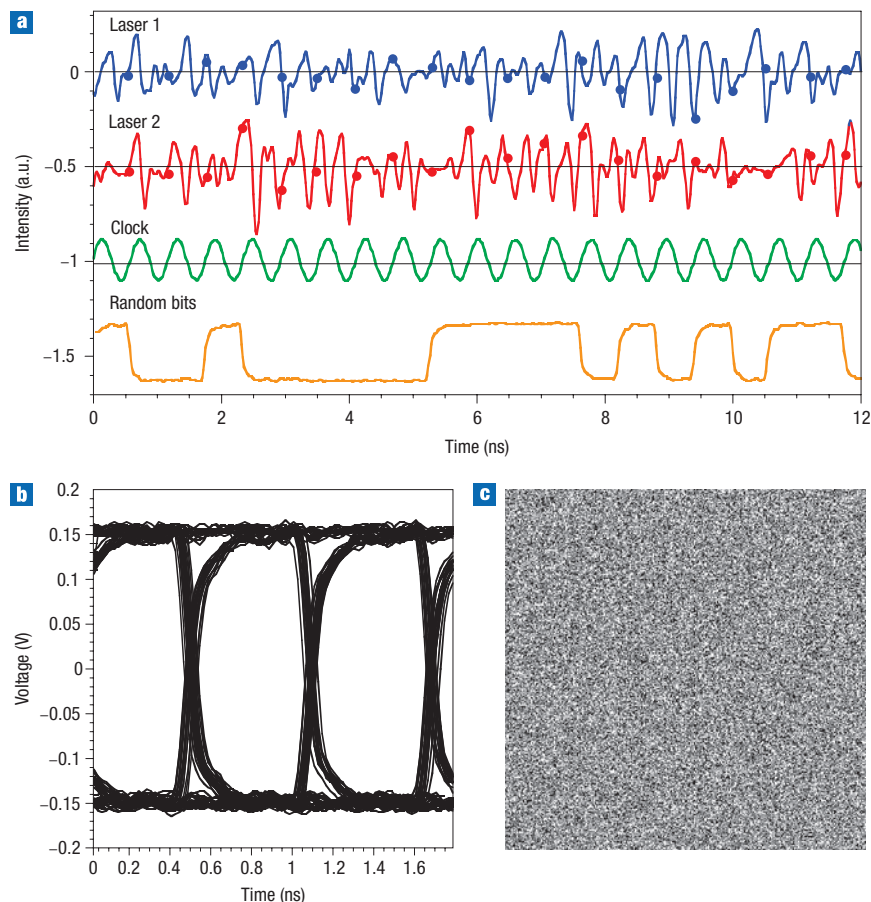 a
Laser 1
0
Laser 2
−0.5
Clock
−1
Random bits
−1.5
Intensity (a.u.)
0 2 4 6 8 10 12
Time (ns)
b
0.2
0.15
0.1
0.05
0
−0.05
−0.1
−0.15
−0.2
Voltage (V)
0 0.2 0.4 0.6 0.8 1 1.2 1.4 1.6
Time (ns)
c